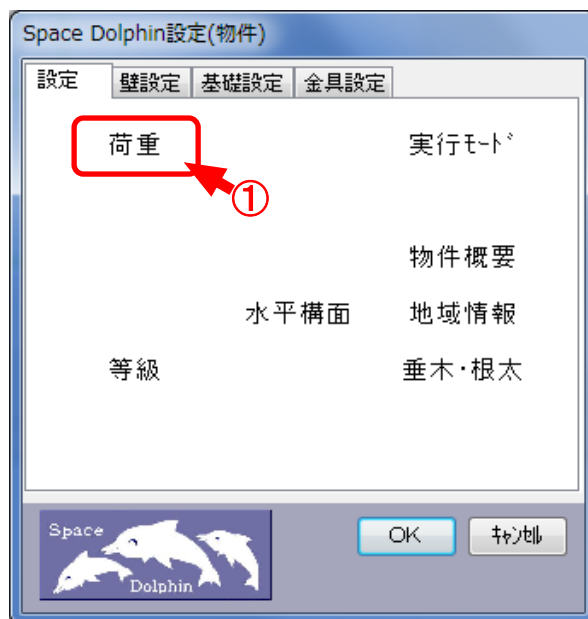 Space Dolphin設定(物件)
設定 壁設定 基礎設定 金具設定
荷重 実行ﾓｰﾄﾞ
①
物件概要
水平構面 地域情報
等級 垂木・根太
Space
Dolphin
OK ｷｬﾝｾﾙ